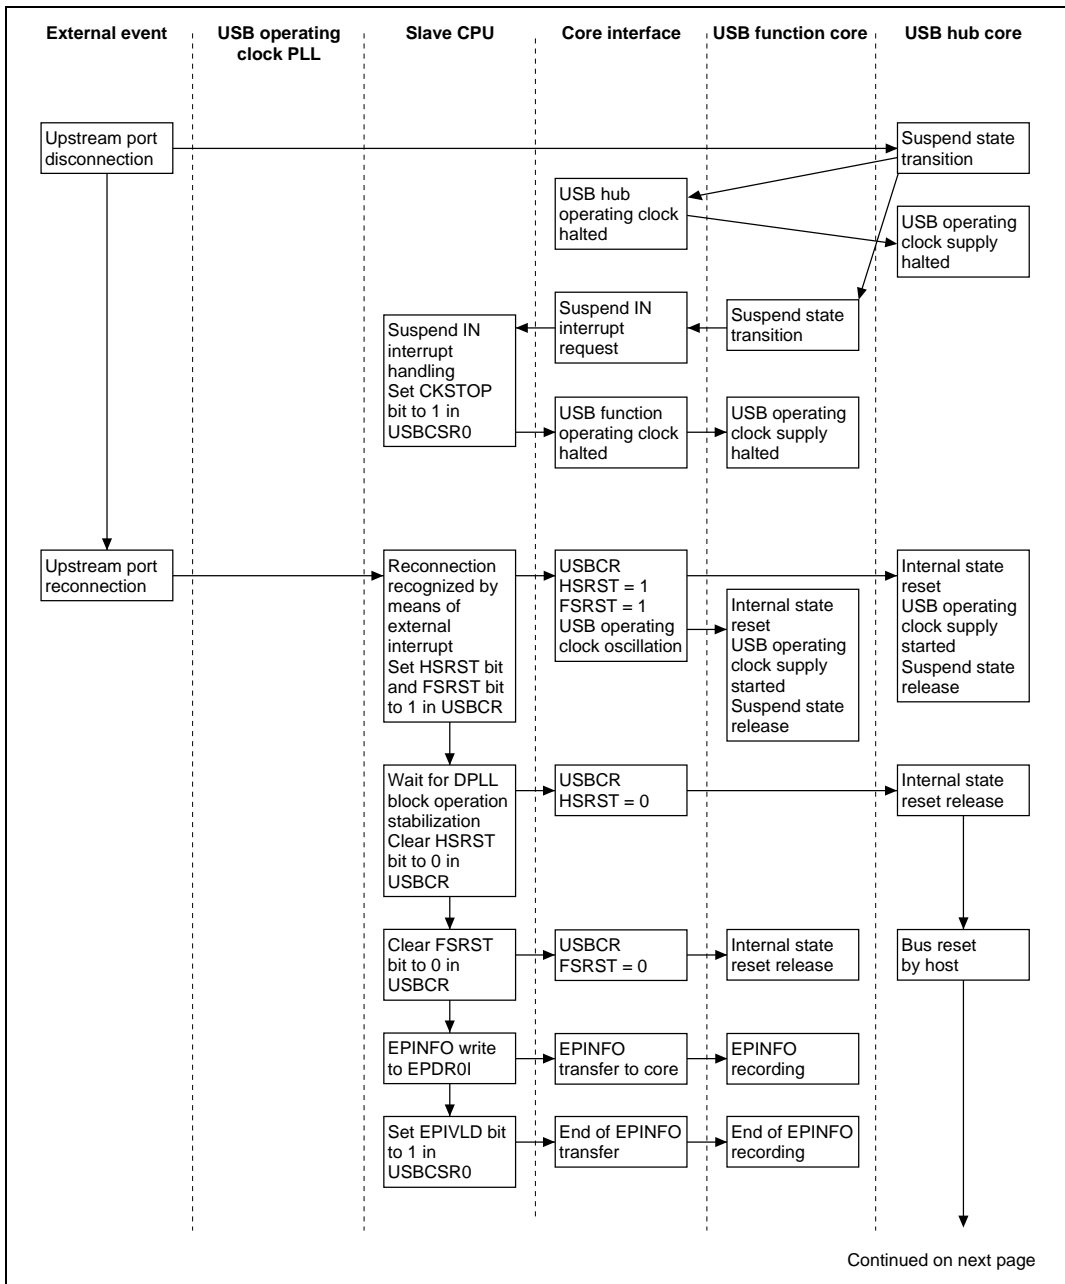 External event
USB operating
clock PLL
Slave CPU
Core interface
USB function core
USB hub core
Upstream port
disconnection
Suspend state
transition
USB hub
operating clock
halted
USB operating
clock supply
halted
Suspend IN
interrupt
handling
Set CKSTOP
bit to 1 in
USBCSR0
Suspend IN
interrupt
request
Suspend state
transition
USB function
operating clock
halted
USB operating
clock supply
halted
Upstream port
reconnection
Reconnection
recognized by
means of
external
interrupt
Set HSRST bit
and FSRST bit
to 1 in USBCR
USBCR
HSRST = 1
FSRST = 1
USB operating
clock oscillation
Internal state
reset
USB operating
clock supply
started
Suspend state
release
Internal state
reset
USB operating
clock supply
started
Suspend state
release
Wait for DPLL
block operation
stabilization
Clear HSRST
bit to 0 in
USBCR
USBCR
HSRST = 0
Internal state
reset release
Clear FSRST
bit to 0 in
USBCR
USBCR
FSRST = 0
Internal state
reset release
Bus reset
by host
EPINFO write
to EPDR0I
EPINFO
transfer to core
EPINFO
recording
Set EPIVLD bit
to 1 in
USBCSR0
End of EPINFO
transfer
End of EPINFO
recording
Continued on next page